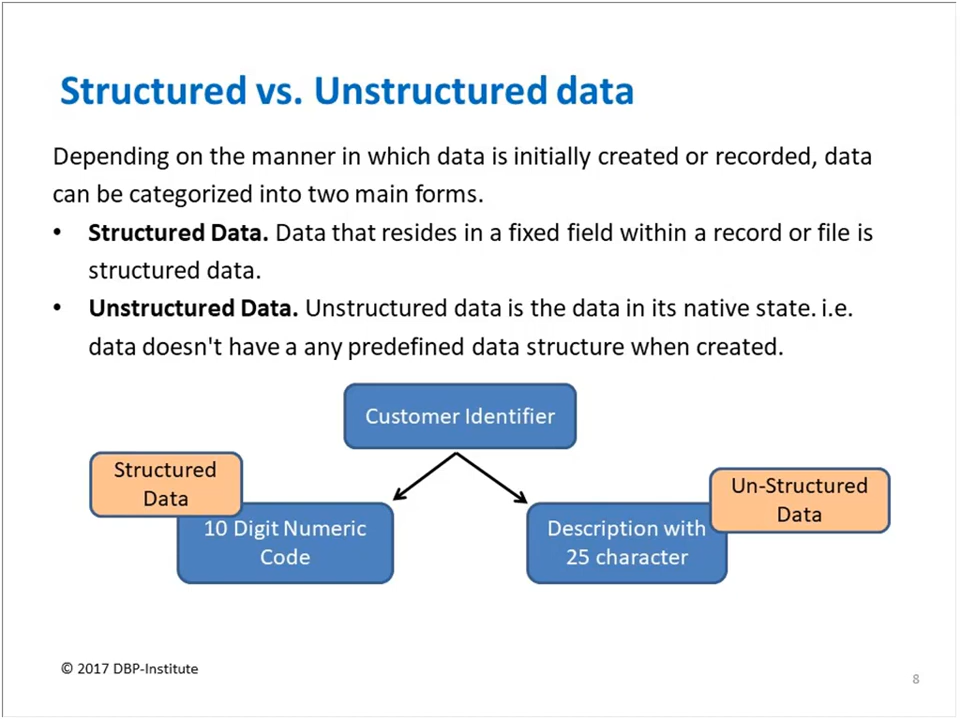 Structured vs. Unstructured data
Depending on the manner in which data is initially created or recorded, data
can be categorized into two main forms.
• Structured Data. Data that resides in a fixed field within a record or file is
structured data.
• Unstructured Data. Unstructured data is the data in its native state. i.e.
data doesn't have a any predefined data structure when created.
Customer Identifier
Structured
Data
10 Digit Numeric
Code
Un-Structured
Data
Description with
25 character
© 2017 DBP-Institute
8